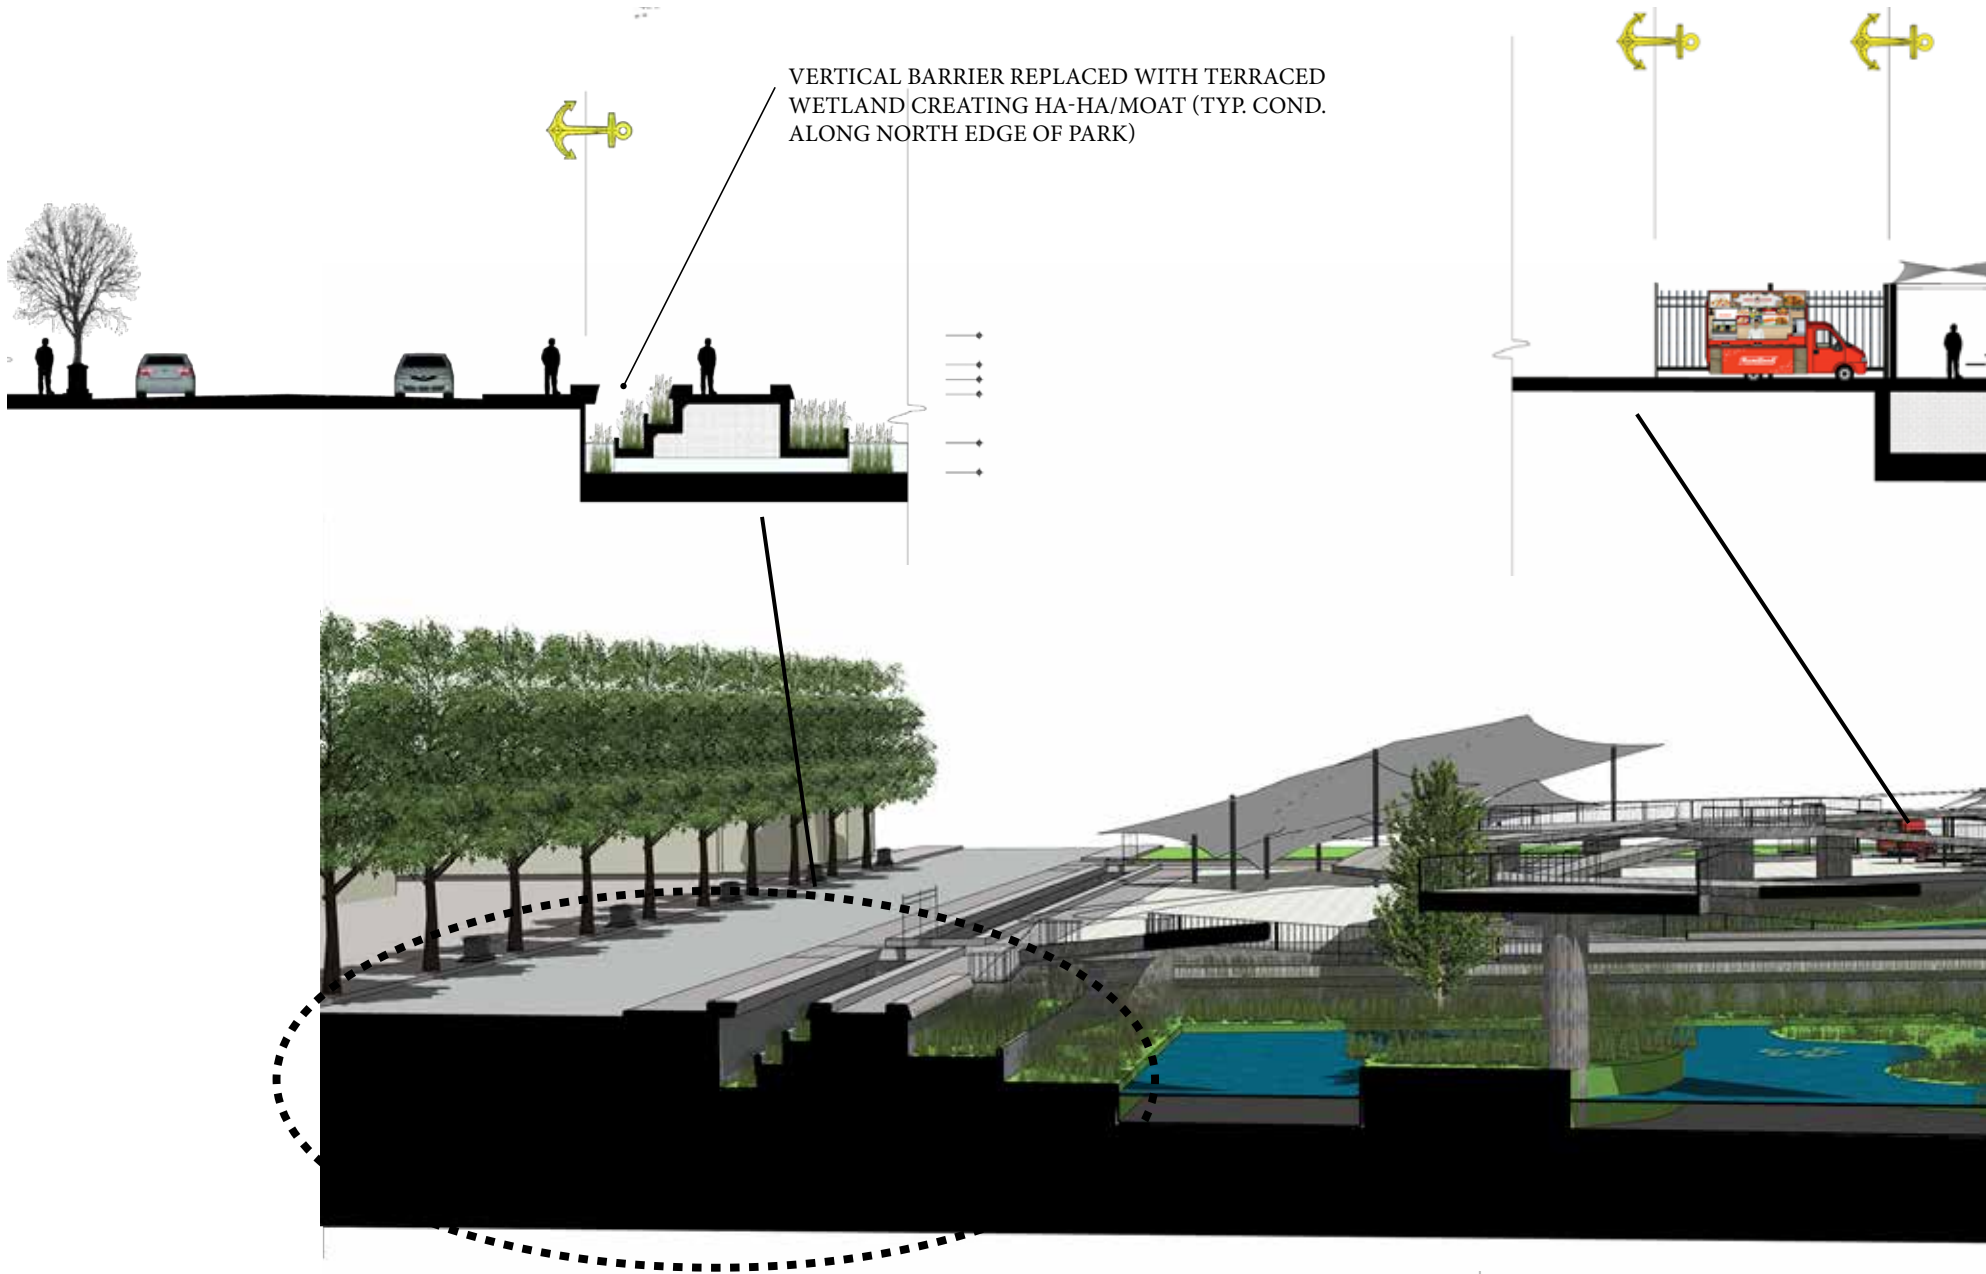 VERTICAL BARRIER REPLACED WITH TERRACED
WETLAND CREATING HA-HA/MOAT (TYP. COND.
ALONG NORTH EDGE OF PARK)